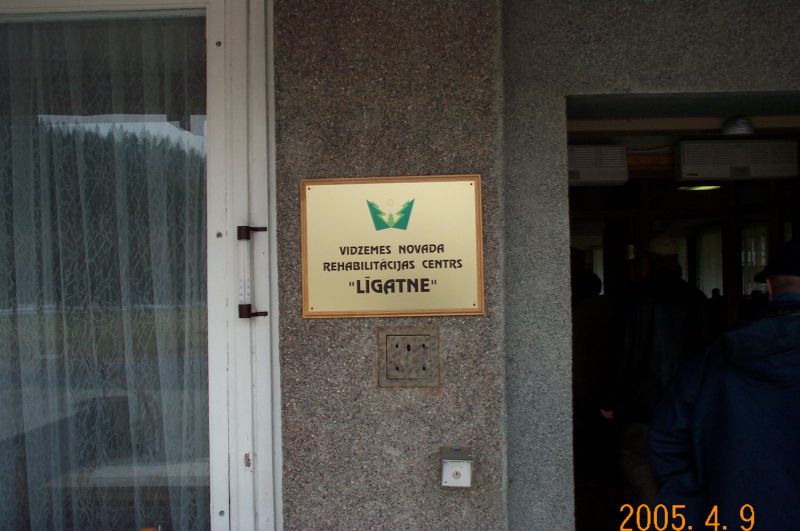 VIDZEMES NOVADA
REHABILITĀCIJAS CENTRS
"LĪGATNE"
2005. 4. 9